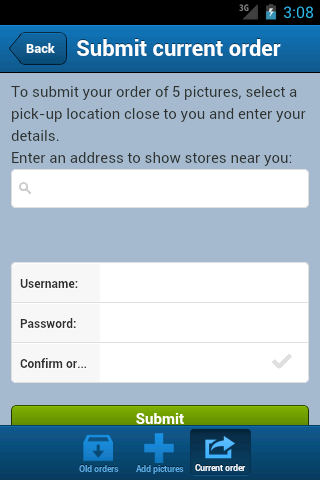 3G 3:08
Back Submit current order
To submit your order of 5 pictures, select a
pick-up location close to you and enter your
details.
Enter an address to show stores near you:
Username:
Password:
Confirm or...
Submit
Old orders Add pictures Current order